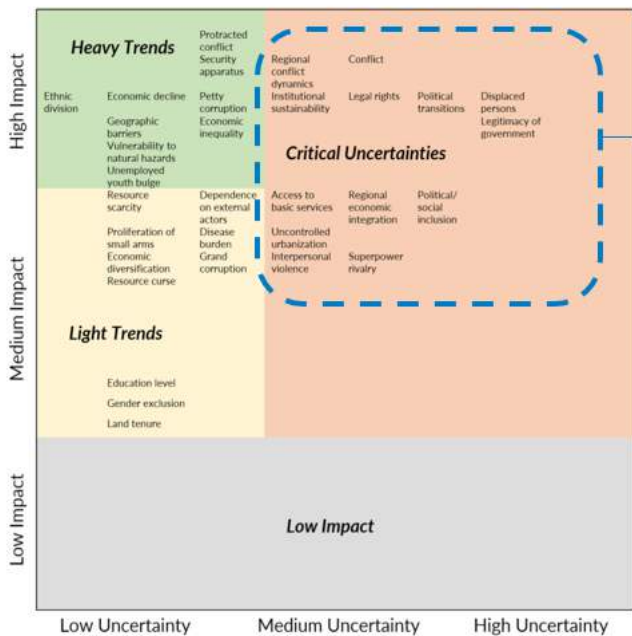 Heavy Trends
Protracted
conflict
Security
apparatus
Ethnic
division
Economic decline
Petty
corruption
Geographic
barriers
Economic
inequality
Vulnerability to
natural hazards
Unemployed
youth bulge
Regional
conflict
dynamics
Conflict
Institutional
sustainability
Legal rights
Political
transitions
Displaced
persons
Legitimacy of
government
Critical Uncertainties
Resource
scarcity
Dependence
on external
actors
Proliferation of
small arms
Disease
burden
Economic
diversification
Grand
corruption
Resource curse
Access to
basic services
Regional
economic
integration
Political/
social
inclusion
Uncontrolled
urbanization
Interpersonal
violence
Superpower
rivalry
Light Trends
Education level
Gender exclusion
Land tenure
Low Impact
High Impact
Medium Impact
Low Impact
Low Uncertainty
Medium Uncertainty
High Uncertainty